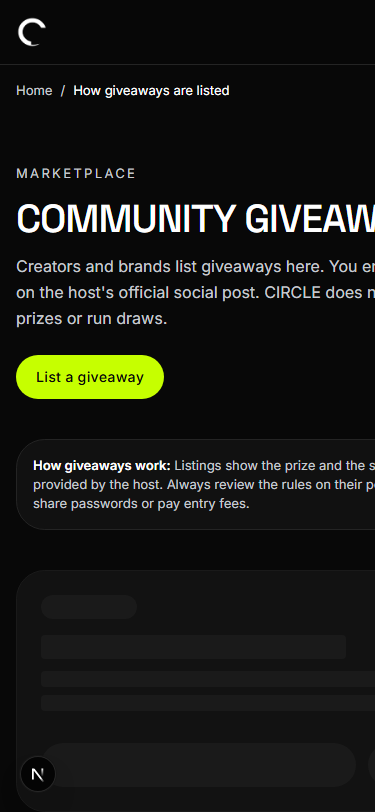 Home / How giveaways are listed
MARKETPLACE
COMMUNITY GIVEAW
Creators and brands list giveaways here. You en
on the host's official social post. CIRCLE does n
prizes or run draws.
List a giveaway
How giveaways work: Listings show the prize and the s
provided by the host. Always review the rules on their p
share passwords or pay entry fees.
N